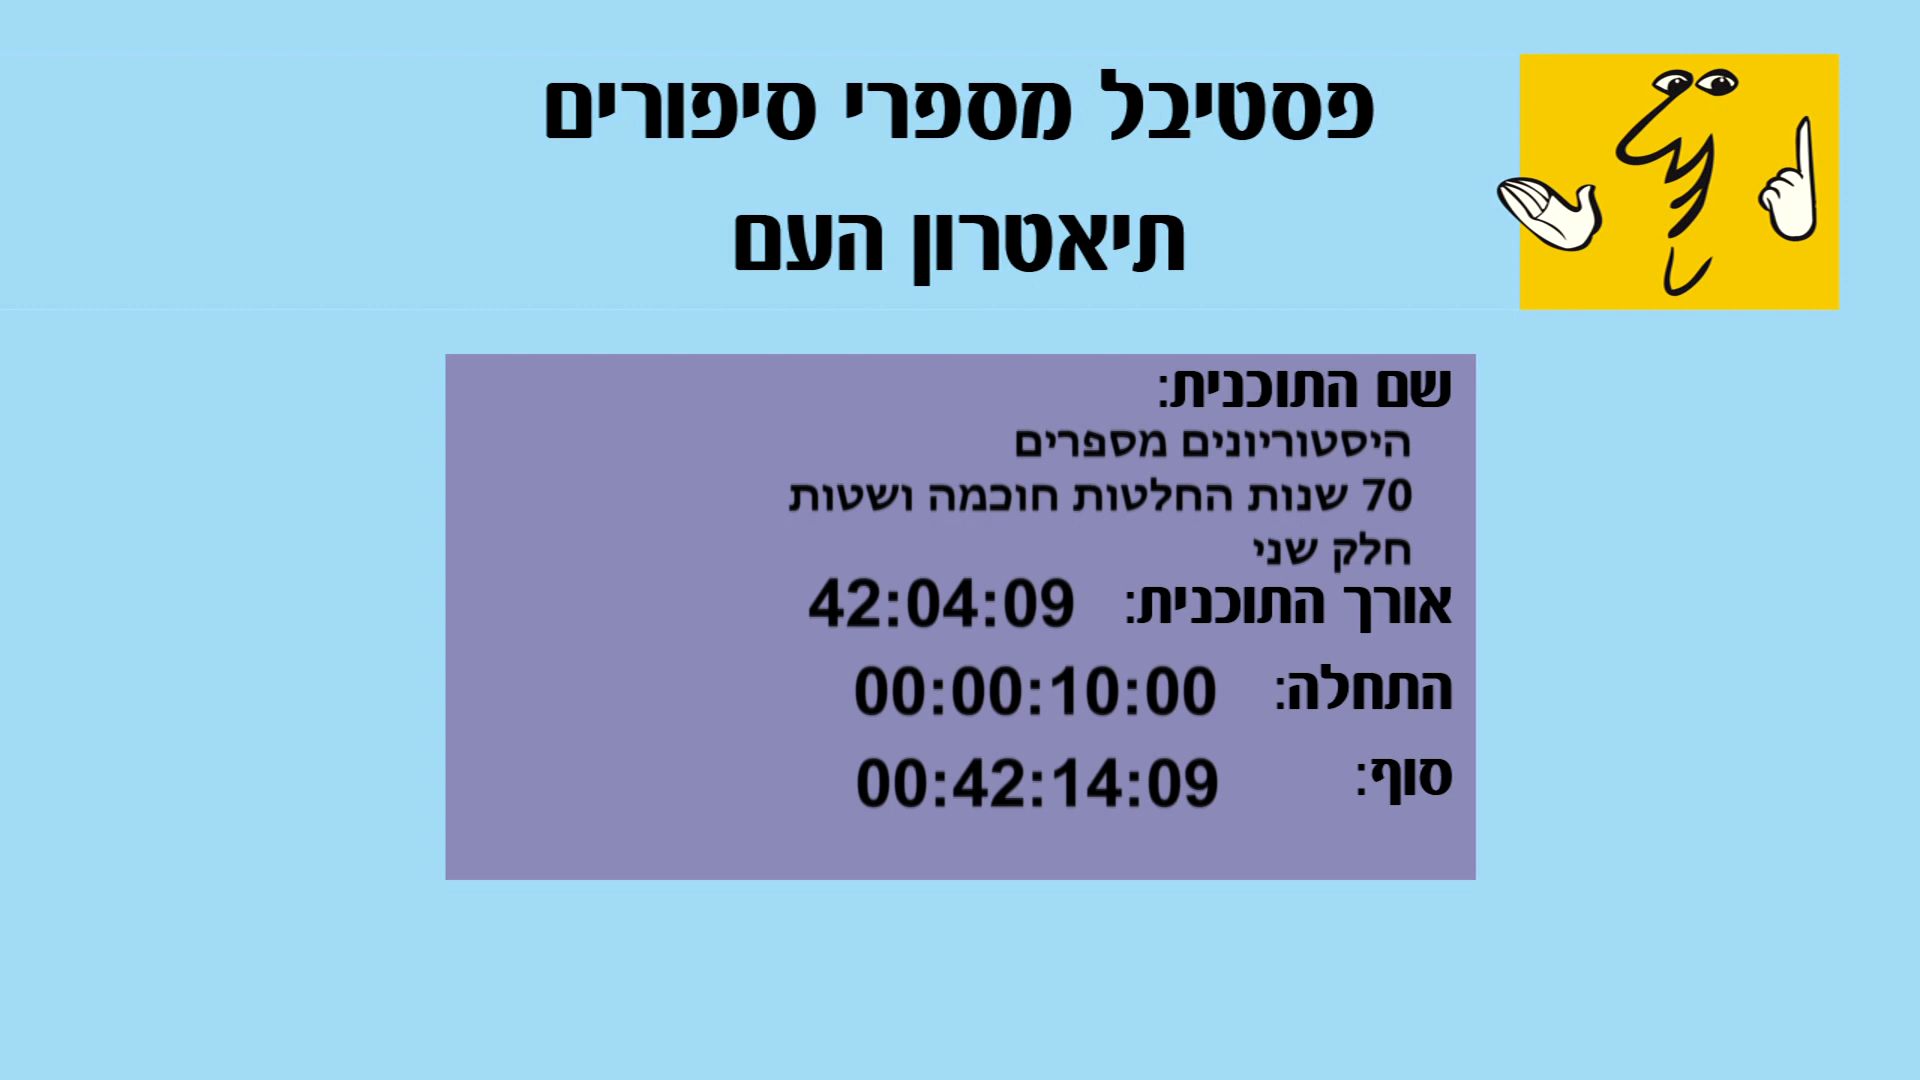 פסטיבל מספרי סיפורים
תיאטרון העם
שם התוכנית:
היסטוריונים מספרים
70 שנות החלטות חוכמה ושטות
חלק שני
אורך התוכנית: 42:04:09
התחלה: 00:00:10:00
סוף: 00:42:14:09